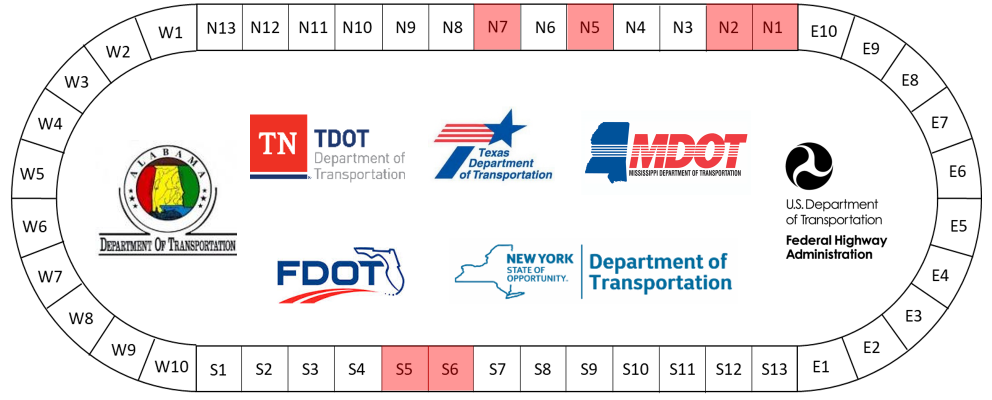 W1 N13 N12 N11 N10 N9 N8 N7 N6 N5 N4 N3 N2 N1 E10
W2 E9
W3 E8
W4 E7
W5 E6
W6 E5
W7 E4
W8 E3
W9 E2
W10 S1 S2 S3 S4 S5 S6 S7 S8 S9 S10 S11 S12 S13 E1
ALABAMA
DEPARTMENT OF TRANSPORTATION
TN
TDOT
Department of
Transportation
Texas
Department
of Transportation
MDOT
MISSISSIPPI DEPARTMENT OF TRANSPORTATION
U.S. Department
of Transportation
Federal Highway
Administration
FDOT
NEW YORK
STATE OF
OPPORTUNITY.
Department of
Transportation